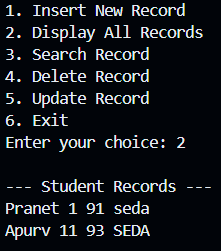 1. Insert New Record
2. Display All Records
3. Search Record
4. Delete Record
5. Update Record
6. Exit
Enter your choice: 2
--- Student Records ---
Pranet 1 91 seda
Apurv 11 93 SEDA